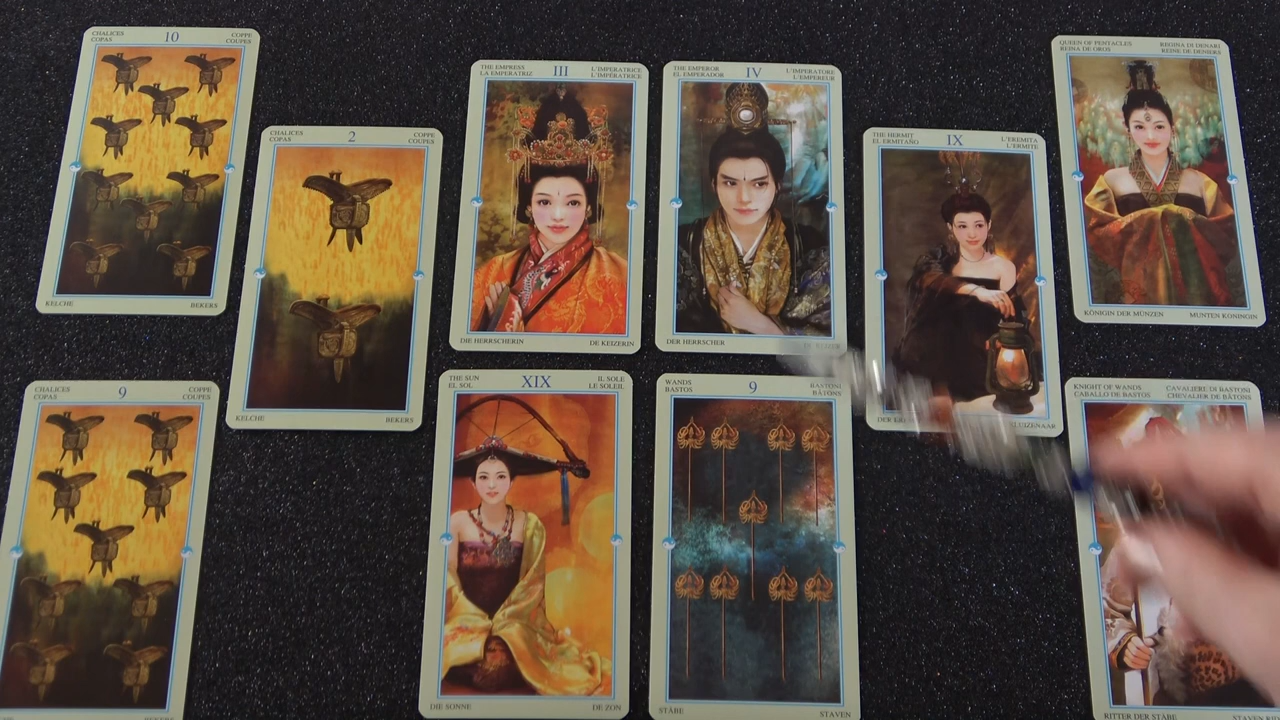 CHALICES
COPAS
10
COPPE
COUPES
KELCHE
BEKERS
CHALICES
COPAS
2
COPPE
COUPES
KELCHE
BEKERS
THE EMPRESS
LA EMPERATRIZ
III
L'IMPERATRICE
L'IMPÉRATRICE
DIE HERRSCHERIN
DE KEIZERIN
THE EMPEROR
EL EMPERADOR
IV
L'IMPERATORE
L'EMPEREUR
DER HERRSCHER
THE HERMIT
EL ERMITAÑO
IX
L'EREMITA
L'ERMITE
QUEEN OF PENTACLES
REINA DE OROS
REGINA DI DENARI
REINE DE DENIERS
KÖNIGIN DER MÜNZEN
MUNTEN KONINGIN
CHALICES
COPAS
9
COPPE
COUPES
THE SUN
EL SOL
XIX
IL SOLE
LE SOLEIL
DIE SONNE
DE ZON
WANDS
BASTOS
9
BASTONI
BÂTONS
STÄBE
STAVEN
KNIGHT OF WANDS
CABALLO DE BASTOS
CAVALIERE DI BASTONI
CHEVALIER DE BÂTONS
RITTER DER STÄBE